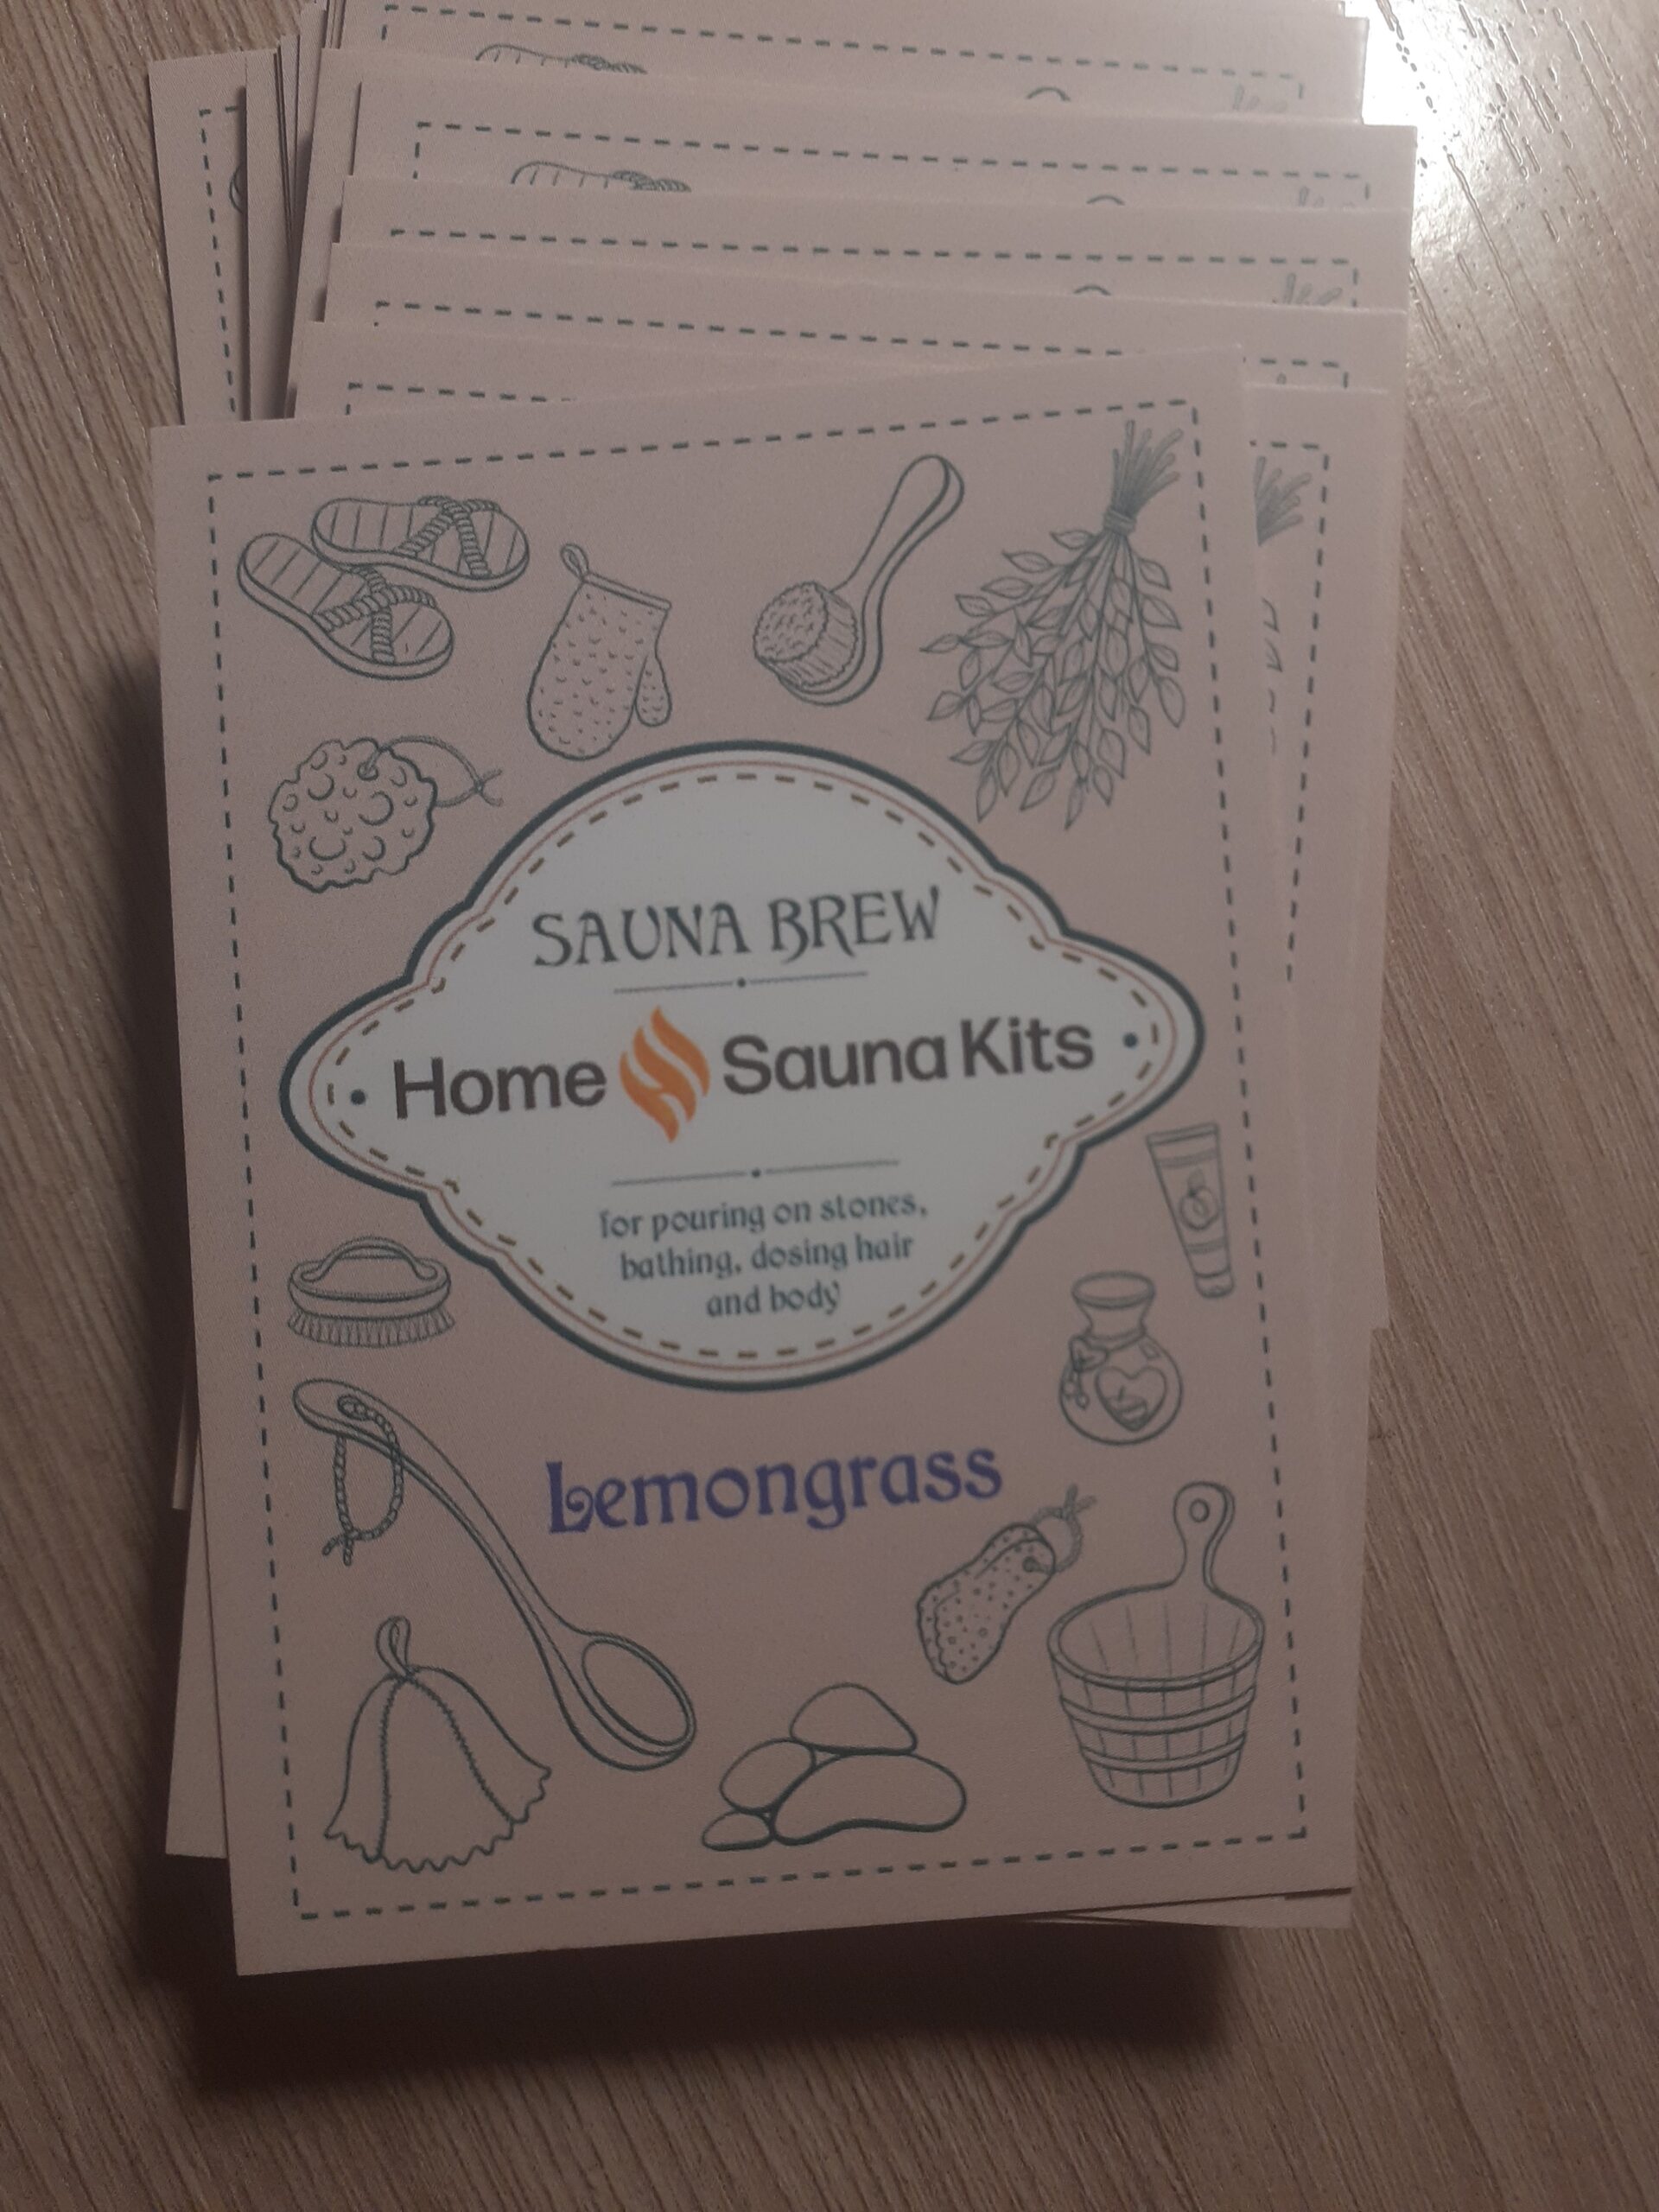 SAUNA BREW
Home Sauna Kits
for pouring on stones,
bathing, dosing hair
and body
Lemongrass